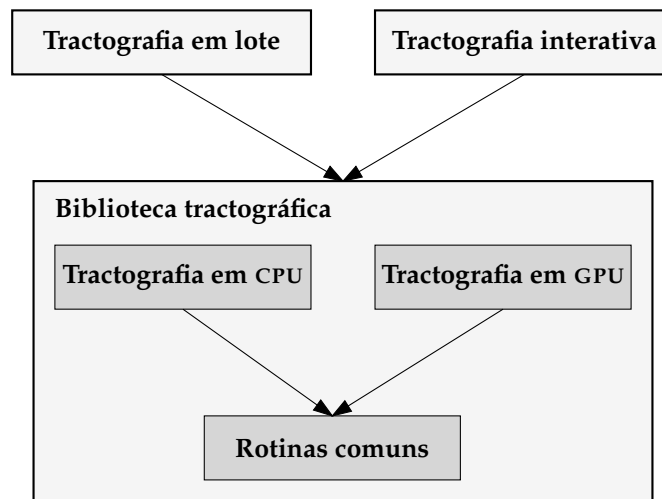 Tractografia em lote
Tractografia interativa
Biblioteca tractográfica
Tractografia em CPU
Tractografia em GPU
Rotinas comuns